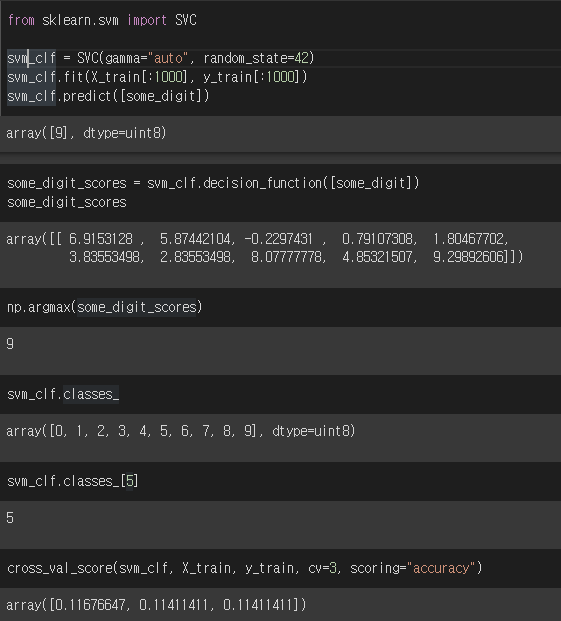 from sklearn.svm import SVC
svm_clf = SVC(gamma="auto", random_state=42)
svm_clf.fit(X_train[:1000], y_train[:1000])
svm_clf.predict([some_digit])
array([9], dtype=uint8)
some_digit_scores = svm_clf.decision_function([some_digit])
some_digit_scores
array([[ 6.9153128 ,  5.87442104, -0.2297431 ,  0.79107308,  1.80467702,
         3.83553498,  2.83553498,  8.07777778,  4.85321507,  9.29892606]])
np.argmax(some_digit_scores)
9
svm_clf.classes_
array([0, 1, 2, 3, 4, 5, 6, 7, 8, 9], dtype=uint8)
svm_clf.classes_[5]
5
cross_val_score(svm_clf, X_train, y_train, cv=3, scoring="accuracy")
array([0.11676647, 0.11411411, 0.11411411])